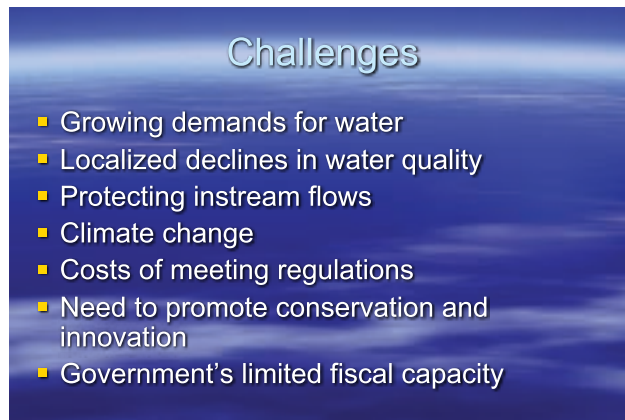 Challenges
Growing demands for water
Localized declines in water quality
Protecting instream flows
Climate change
Costs of meeting regulations
Need to promote conservation and
innovation
Government’s limited fiscal capacity